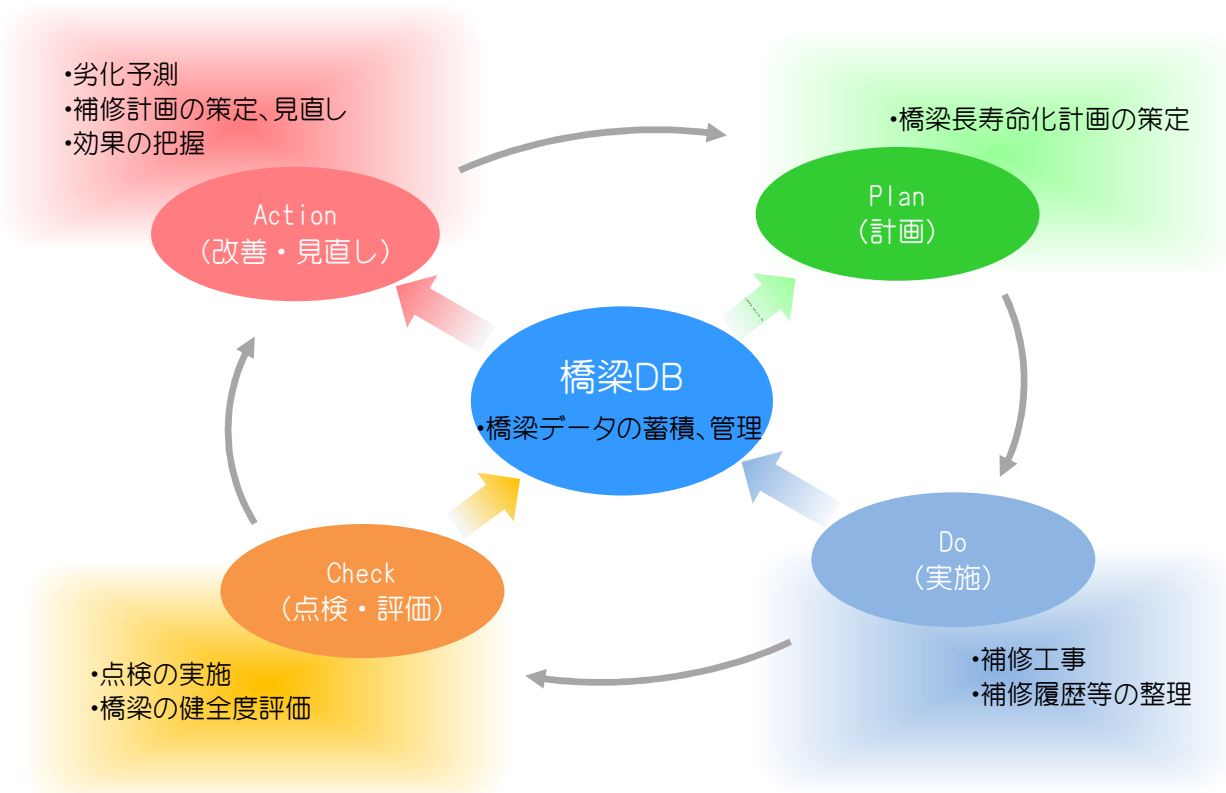 ・劣化予測
・補修計画の策定、見直し
・効果の把握
Action
（改善・見直し）
・橋梁長寿命化計画の策定
Plan
（計画）
橋梁DB
・橋梁データの蓄積、管理
Check
（点検・評価）
・点検の実施
・橋梁の健全度評価
Do
（実施）
・補修工事
・補修履歴等の整理